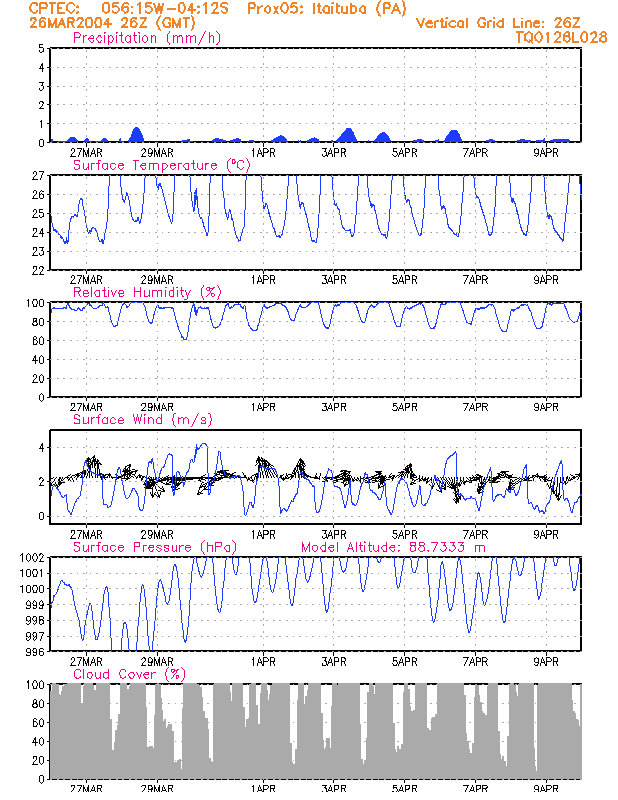 CPTEC: 056:15W-04:12S Prox05: Itaituba (PA)
26MAR2004 26Z (GMT) Vertical Grid Line: 26Z
Precipitation (mm/h) TQ0126L028
5
4
3
2
1
0
27MAR 29MAR 1APR 3APR 5APR 7APR 9APR
Surface Temperature (ºC)
27
26
25
24
23
22
27MAR 29MAR 1APR 3APR 5APR 7APR 9APR
Relative Humidity (%)
100
80
60
40
20
0
27MAR 29MAR 1APR 3APR 5APR 7APR 9APR
Surface Wind (m/s)
4
2
0
27MAR 29MAR 1APR 3APR 5APR 7APR 9APR
Surface Pressure (hPa) Model Altitude: 88.7333 m
1002
1001
1000
999
998
997
996
27MAR 29MAR 1APR 3APR 5APR 7APR 9APR
Cloud Cover (%)
100
80
60
40
20
0
27MAR 29MAR 1APR 3APR 5APR 7APR 9APR